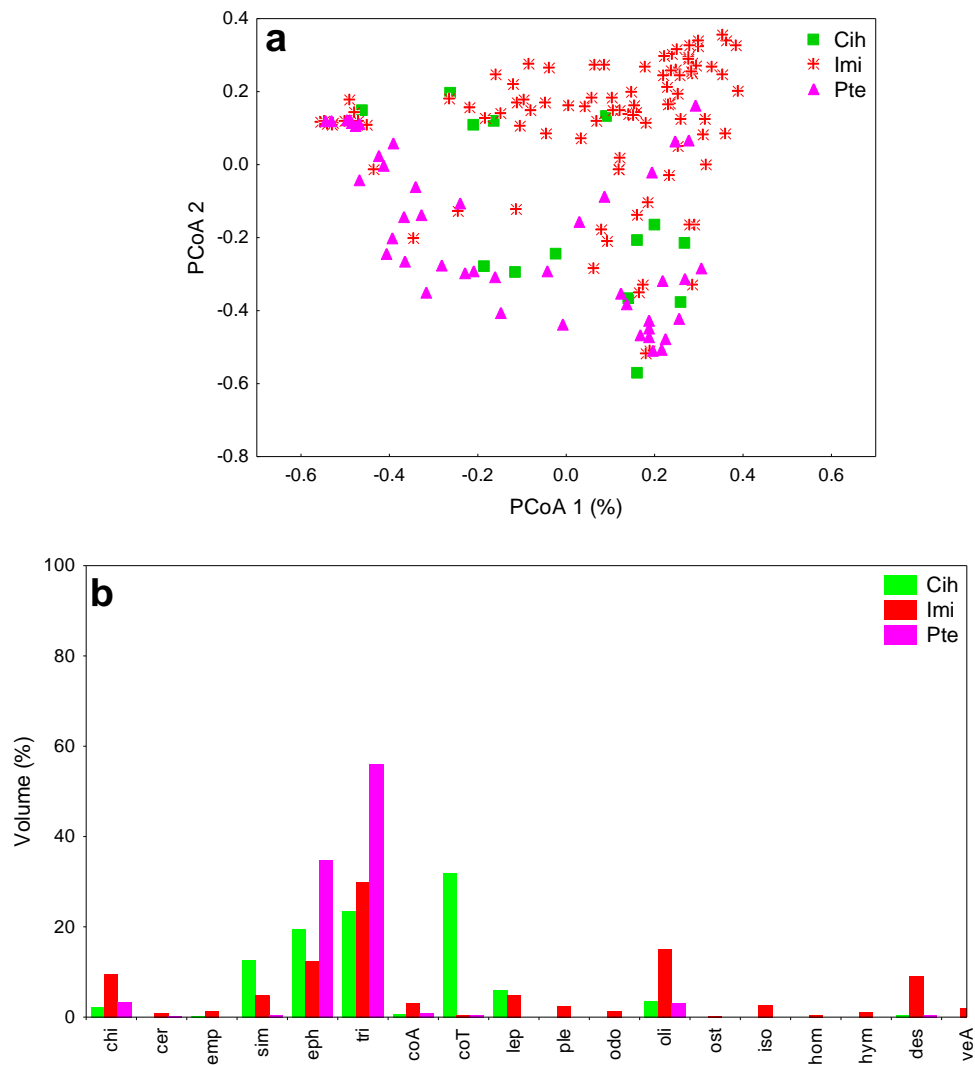 a
Cih
Imi
Pte
0.4
0.2
0.0
-0.2
-0.4
-0.6
-0.8
PCoA 2
-0.6
-0.4
-0.2
0.0
0.2
0.4
0.6
PCoA 1 (%)
b
Cih
Imi
Pte
100
80
60
40
20
0
Volume (%)
chi
cer
emp
sim
eph
tri
coA
coT
lep
ple
odo
oli
ost
iso
hom
hym
des
veA